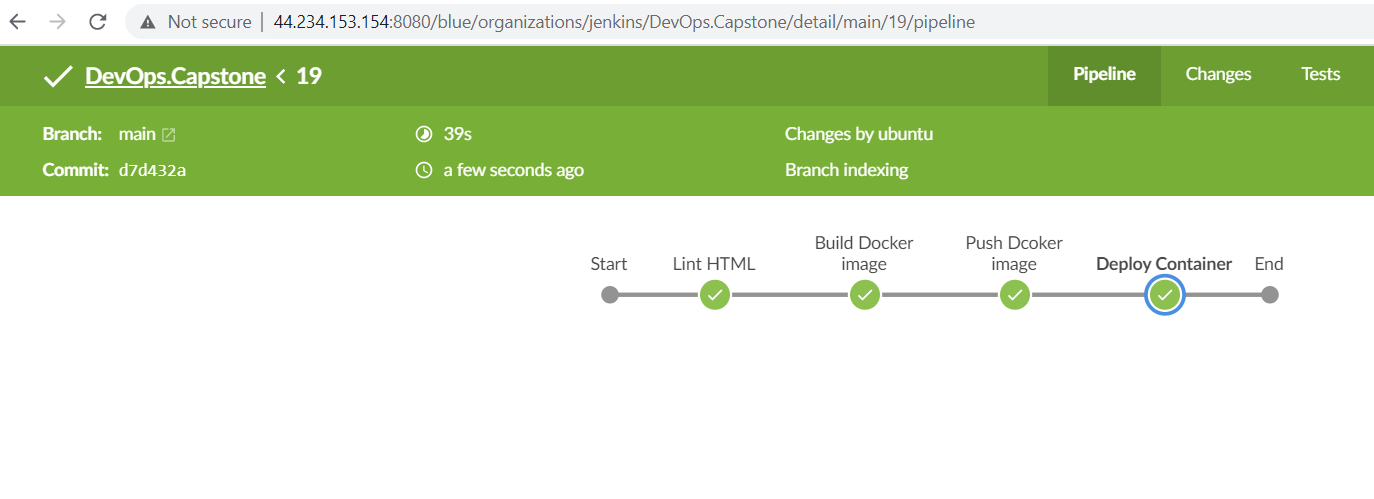 Not secure | 44.234.153.154:8080/blue/organizations/jenkins/DevOps.Capstone/detail/main/19/pipeline
DevOps.Capstone < 19
Pipeline Changes Tests
Branch: main 39s Changes by ubuntu
Commit: d7d432a a few seconds ago Branch indexing
Build Docker Push Dcoker
Start Lint HTML image image Deploy Container End